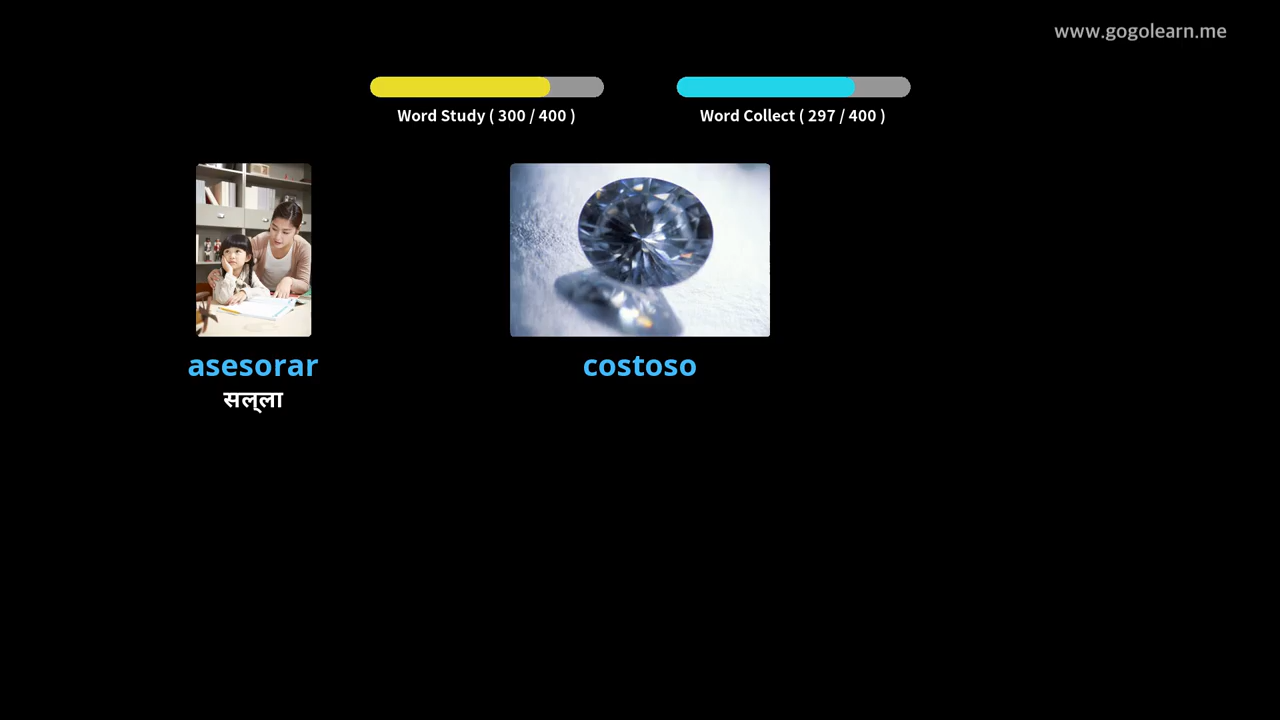 www.gogolearn.me
Word Study ( 300 / 400 )
Word Collect ( 297 / 400 )
asesorar
सल्ला
costoso